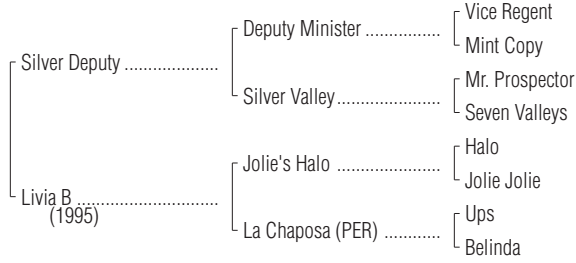 Vice Regent
Deputy Minister ................
Mint Copy
Silver Deputy ....................
Mr. Prospector
Silver Valley......................
Seven Valleys
Halo
Jolie's Halo ......................
Jolie Jolie
Livia B ..............................
(1995)
Ups
La Chaposa (PER) ............
Belinda